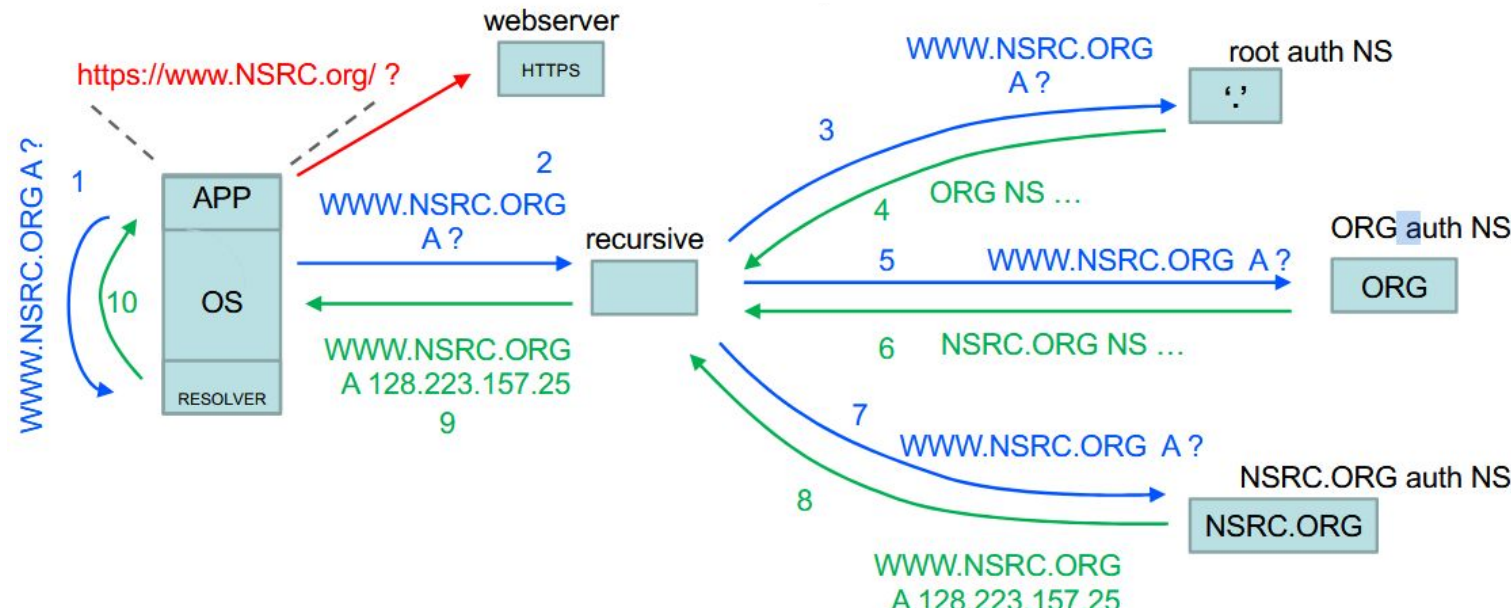 webserver
HTTPS
https://www.NSRC.org/ ?
WWW.NSRC.ORG A ?
1
10
APP
OS
RESOLVER
2
WWW.NSRC.ORG
A ?
recursive
WWW.NSRC.ORG
A 128.223.157.25
9
WWW.NSRC.ORG
A ?
3
root auth NS
‘.’
ORG NS ...
4
ORG auth NS
5
WWW.NSRC.ORG A ?
ORG
6
NSRC.ORG NS ...
7
WWW.NSRC.ORG A ?
8
NSRC.ORG auth NS
NSRC.ORG
WWW.NSRC.ORG
A 128.223.157.25